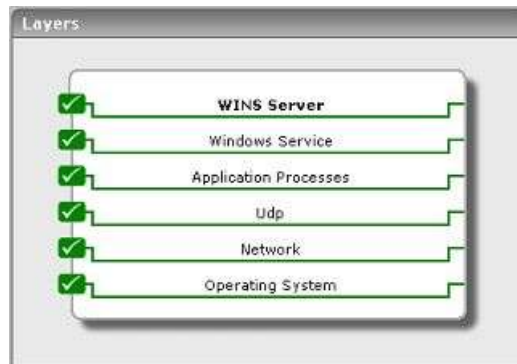 Layers
WINS Server
Windows Service
Application Processes
Udp
Network
Operating System